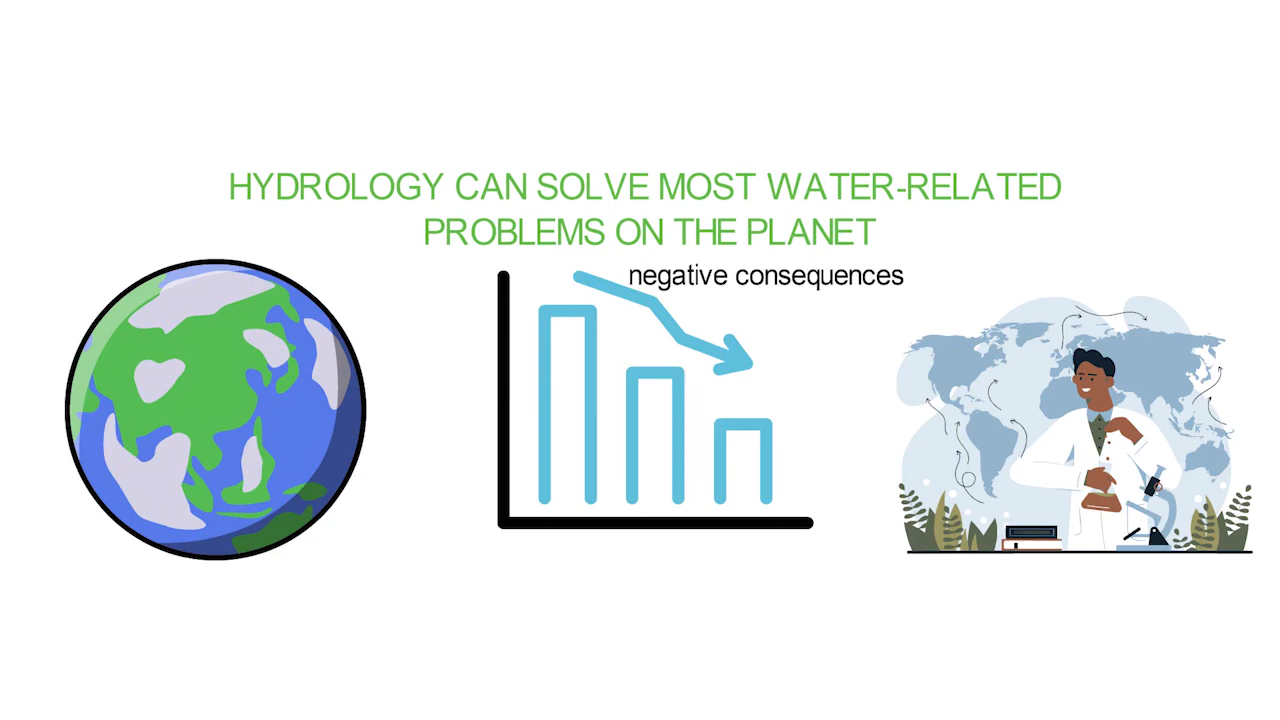 HYDROLOGY CAN SOLVE MOST WATER-RELATED
PROBLEMS ON THE PLANET
negative consequences